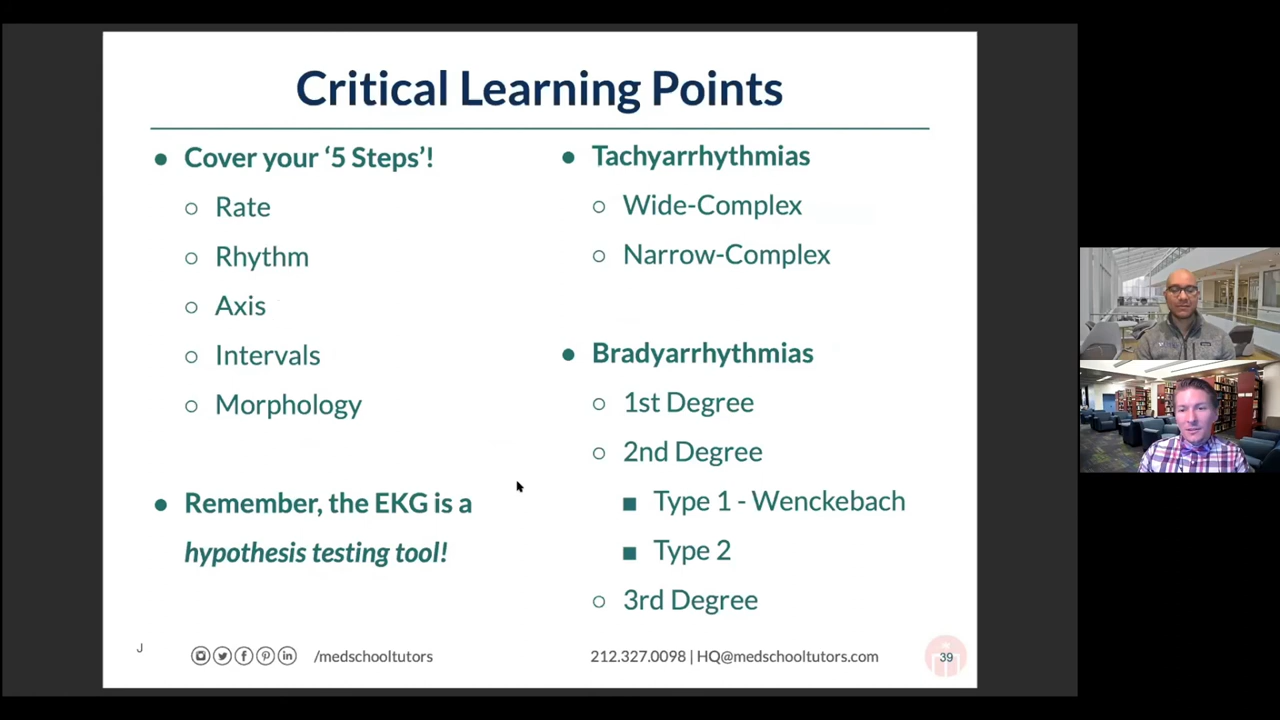 Critical Learning Points
● Cover your ‘5 Steps’!
○ Rate
○ Rhythm
○ Axis
○ Intervals
○ Morphology
● Remember, the EKG is a
hypothesis testing tool!
● Tachyarrhythmias
○ Wide-Complex
○ Narrow-Complex
● Bradyarrhythmias
○ 1st Degree
○ 2nd Degree
■ Type 1 - Wenckebach
■ Type 2
○ 3rd Degree
J
/medschooltutors
212.327.0098 | HQ@medschooltutors.com
39